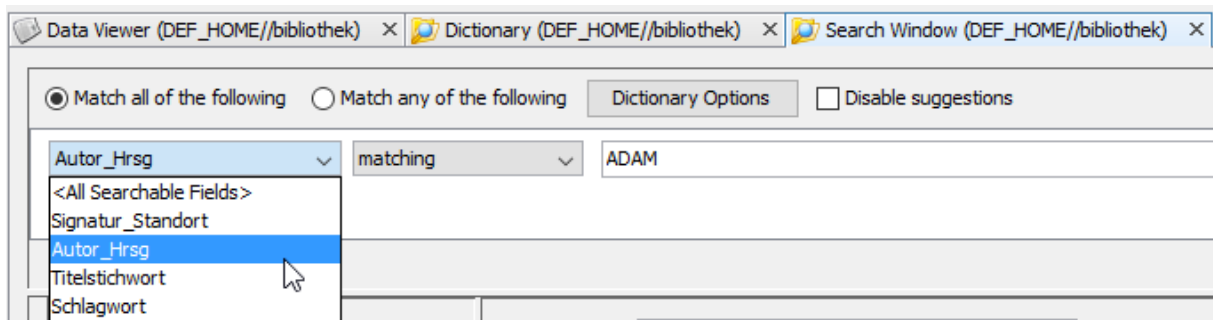 Data Viewer (DEF_HOME//bibliothek) Dictionary (DEF_HOME//bibliothek) Search Window (DEF_HOME//bibliothek)
Match all of the following Match any of the following Dictionary Options Disable suggestions
Autor_Hrsg matching ADAM
<All Searchable Fields>
Signatur_Standort
Autor_Hrsg
Titelstichwort
Schlagwort